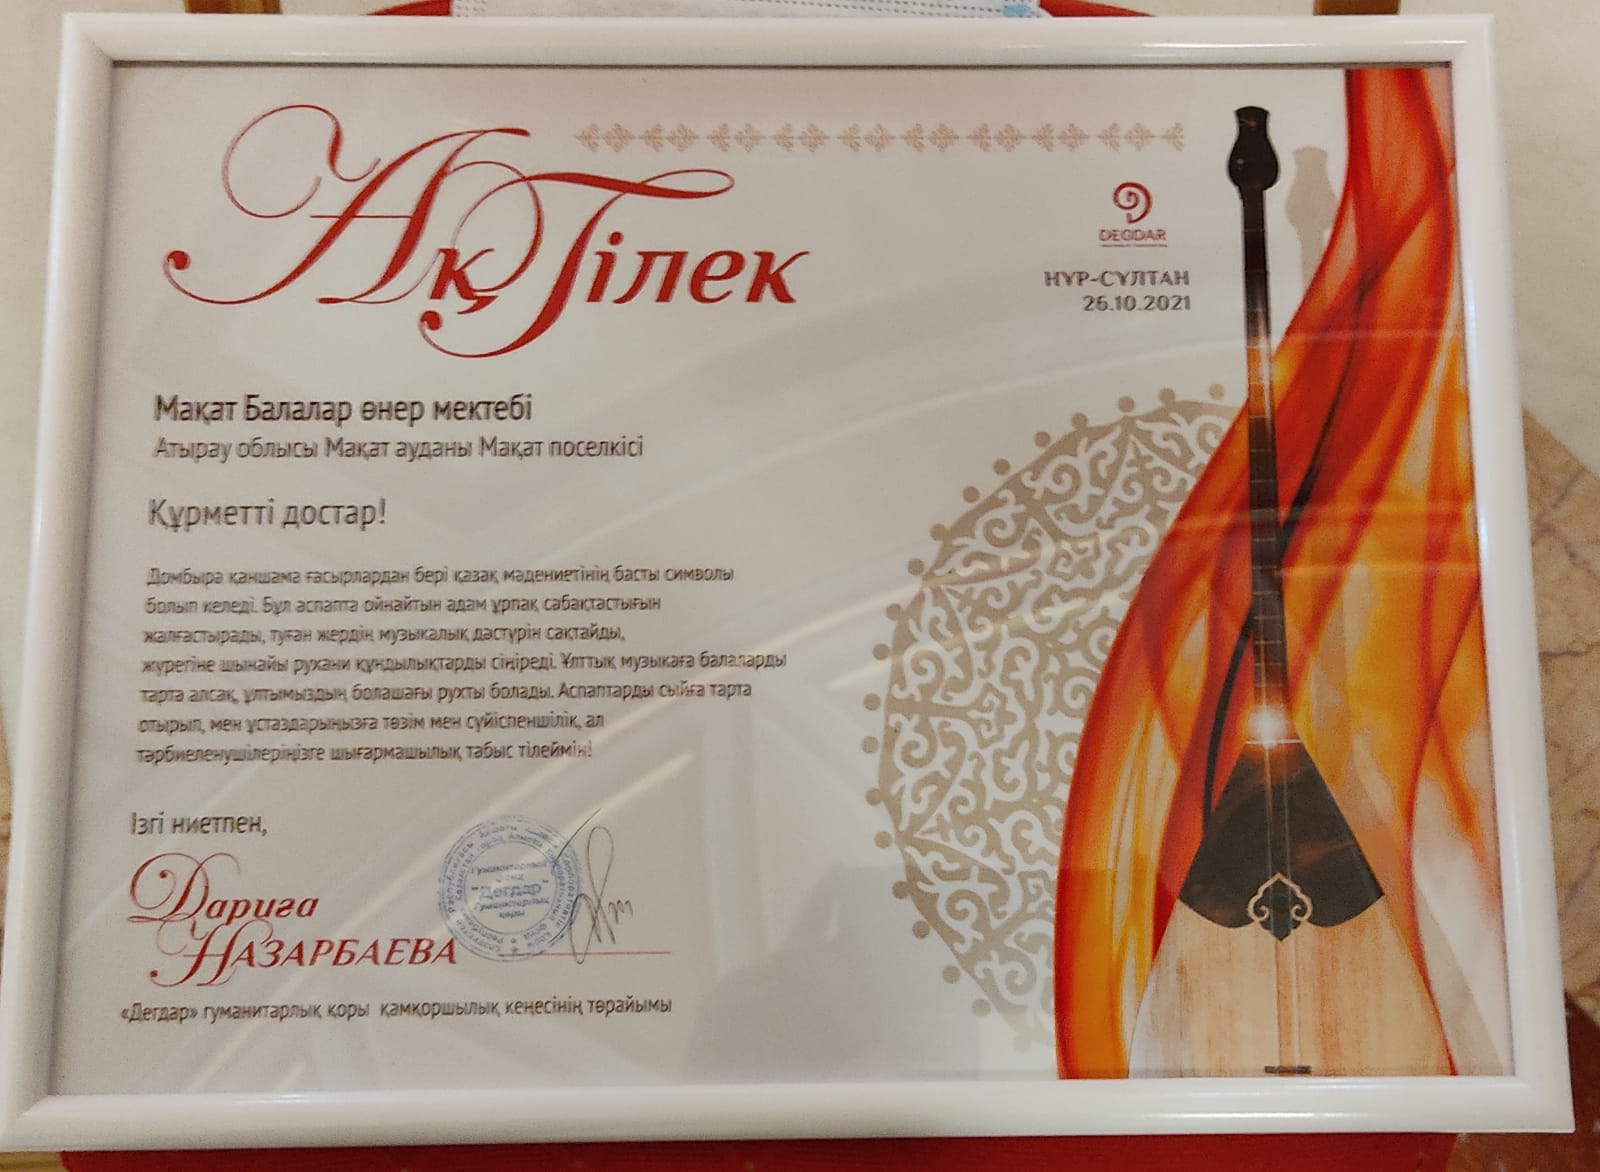 Ақ Тілек
DEGDAR
НҰР-СҰЛТАН
26.10.2021
Мақат Балалар өнер мектебі
Атырау облысы Мақат ауданы Мақат поселкісі
Құрметті достар!
Домбыра қаншама ғасырлардан бері қазақ мәдениетінің басты символы
болып келеді. Бұл аспапта ойнайтын адам ұрпақ сабақтастығын
жалғастырады, туған жердің музыкалық дәстүрін сақтайды,
жүрегіне шынайы рухани құндылықтарды сіңіреді. Ұлттық музыкаға балаларды
тарта алсақ, ұлтымыздың болашағы рухты болады. Аспаптарды сыйға тарта
отырып, мен ұстаздарыңызға төзім мен сүйіспеншілік, ал
тәрбиеленушілеріңізге шығармашылық табыс тілеймін!
Ізгі ниетпен,
Дариға
НАЗАРБАЕВА
"Дегдар"
«Дегдар» гуманитарлық қоры қамқоршылық кеңесінің төрайымы